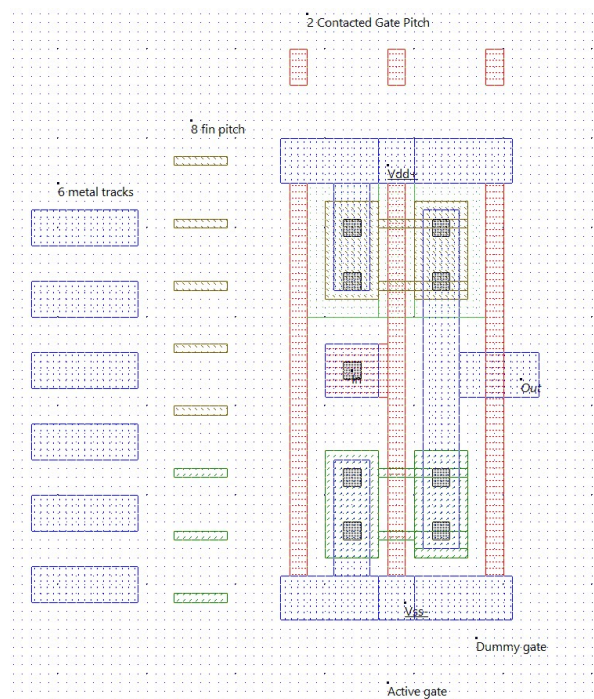 2 Contacted Gate Pitch
8 fin pitch
Vdd+
6 metal tracks
In
Out
Vss-
Dummy gate
Active gate